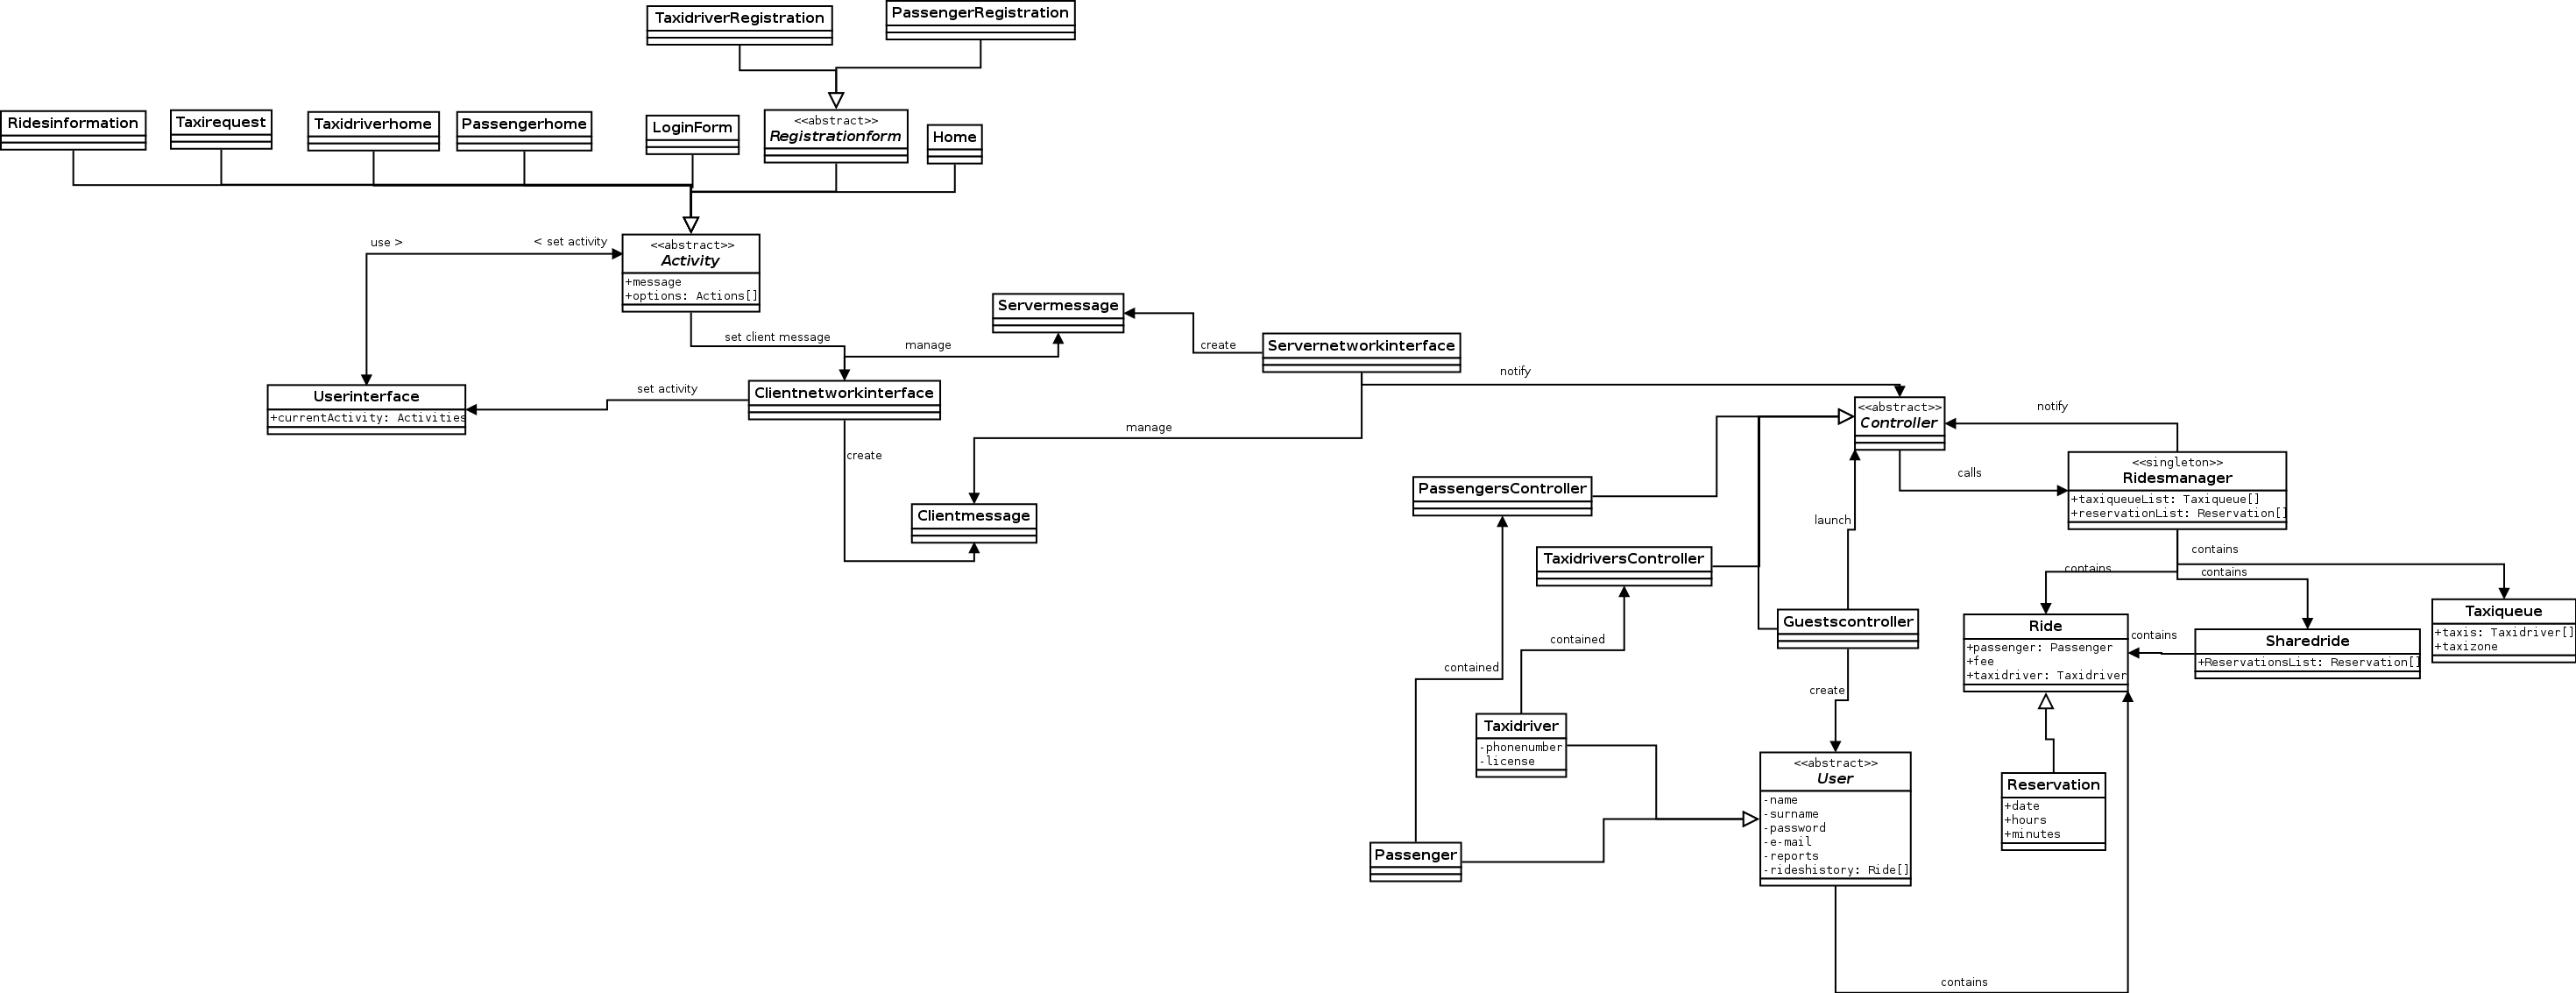 TaxidriverRegistration
PassengerRegistration
Ridesinformation
Taxirequest
Taxidriverhome
Passengerhome
LoginForm
<<abstract>>
Registrationform
Home
use >
< set activity
<<abstract>>
Activity
+message
+options: Actions[]
set client message
manage
Servermessage
create
Servernetworkinterface
notify
Userinterface
+currentActivity: Activities
set activity
Clientnetworkinterface
create
manage
Clientmessage
<<abstract>>
Controller
notify
calls
<<singleton>>
Ridesmanager
+taxiqueueList: Taxiqueue[]
+reservationList: Reservation[]
PassengersController
launch
TaxidriversController
contains
contains
contains
Guestscontroller
Ride
+passenger: Passenger
+fee
+taxidriver: Taxidriver
contains
Sharedride
+ReservationsList: Reservation[]
Taxiqueue
+taxis: Taxidriver[]
+taxizone
contained
contained
create
Taxidriver
-phonenumber
-license
<<abstract>>
User
-name
-surname
-password
-e-mail
-reports
-rideshistory: Ride[]
Reservation
+date
+hours
+minutes
Passenger
contains